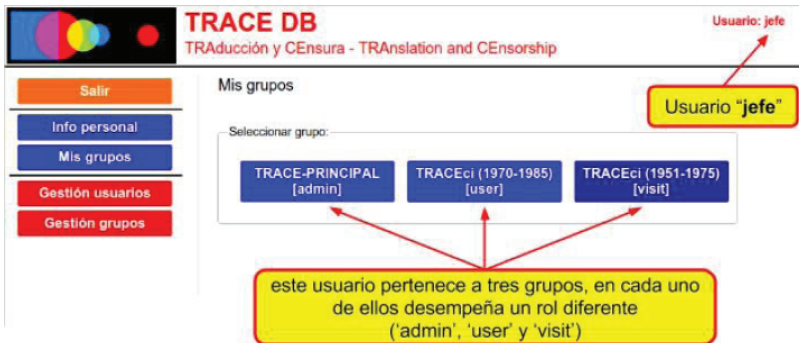 TRACE DB
TRAducción y CEnsura - TRAnslation and CEnsorship
Usuario: jefe
Salir
Info personal
Mis grupos
Gestión usuarios
Gestión grupos
Mis grupos
Usuario "jefe"
Seleccionar grupo:
TRACE-PRINCIPAL
[admin]
TRACEci (1970-1985)
[user]
TRACEci (1951-1975)
[visit]
este usuario pertenece a tres grupos, en cada uno
de ellos desempeña un rol diferente
('admin', 'user' y 'visit')